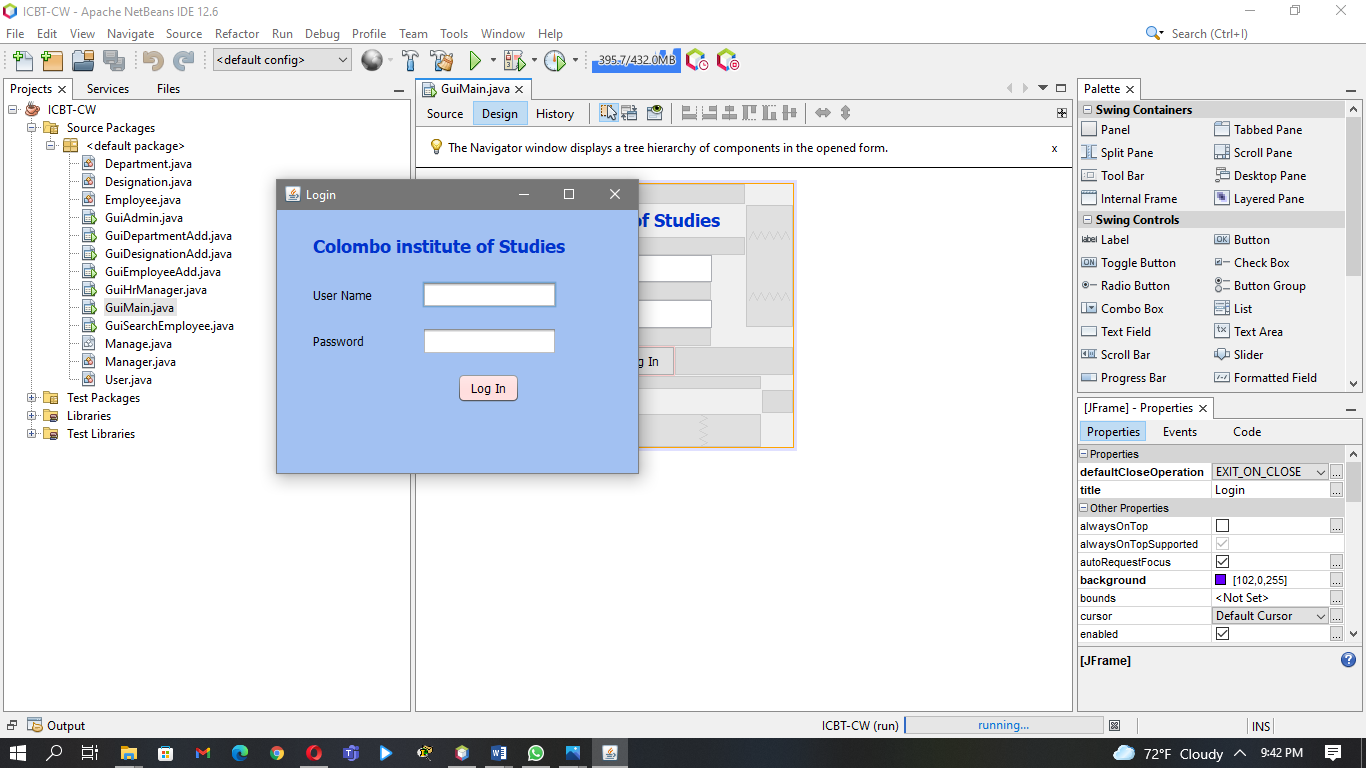 ICBT-CW - Apache NetBeans IDE 12.6
File Edit View Navigate Source Refactor Run Debug Profile Team Tools Window Help
Search (Ctrl+I)
<default config>
395.7/432.0MB
Projects Services Files
ICBT-CW
Source Packages
<default package>
Department.java
Designation.java
Employee.java
GuiAdmin.java
GuiDepartmentAdd.java
GuiDesignationAdd.java
GuiEmployeeAdd.java
GuiHrManager.java
GuiMain.java
GuiSearchEmployee.java
Manage.java
Manager.java
User.java
Test Packages
Libraries
Test Libraries
GuiMain.java
Source Design History
The Navigator window displays a tree hierarchy of components in the opened form. x
of Studies
g In
Login
Colombo institute of Studies
User Name
Password
Log In
Palette
Swing Containers
Panel Tabbed Pane
Split Pane Scroll Pane
Tool Bar Desktop Pane
Internal Frame Layered Pane
Swing Controls
label Label OK Button
ON Toggle Button Check Box
Radio Button Button Group
Combo Box List
Text Field Text Area
Scroll Bar Slider
Progress Bar Formatted Field
[JFrame] - Properties
Properties Events Code
Properties
defaultCloseOperation EXIT_ON_CLOSE ...
title Login ...
Other Properties
alwaysOnTop ...
alwaysOnTopSupported
autoRequestFocus ...
background [102,0,255] ...
bounds <Not Set> ...
cursor Default Cursor ...
enabled ...
[JFrame] ?
Output
ICBT-CW (run) running... INS
72°F Cloudy 9:42 PM